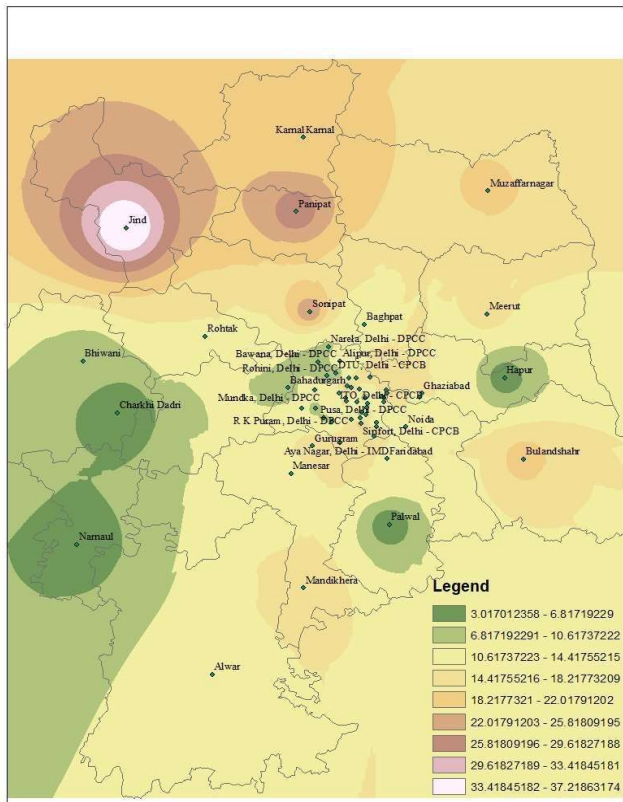 Karnal Karnal
Muzaffarnagar
Panipat
Jind
Sonipat
Meerut
Baghpat
Rohtak
Narela, Delhi - DPCC
Bawana, Delhi - DPCC
Alipur, Delhi - DPCC
Bhiwani
Rohini, Delhi - DPCC
DTU, Delhi - CPCB
Hapur
Bahadurgarh
Ghaziabad
Mundka, Delhi - DPCC
ITO, Delhi - CPCB
Charkhi Dadri
Pusa, Delhi - DPCC
R K Puram, Delhi - DPCC
Noida
Sirifort, Delhi - CPCB
Gurugram
Aya Nagar, Delhi - IMD
Faridabad
Bulandshahr
Manesar
Palwal
Narnaul
Mandikhera
Alwar
Legend
3.017012358 - 6.81719229
6.817192291 - 10.61737222
10.61737223 - 14.41755215
14.41755216 - 18.21773209
18.2177321 - 22.01791202
22.01791203 - 25.81809195
25.81809196 - 29.61827188
29.61827189 - 33.41845181
33.41845182 - 37.21863174